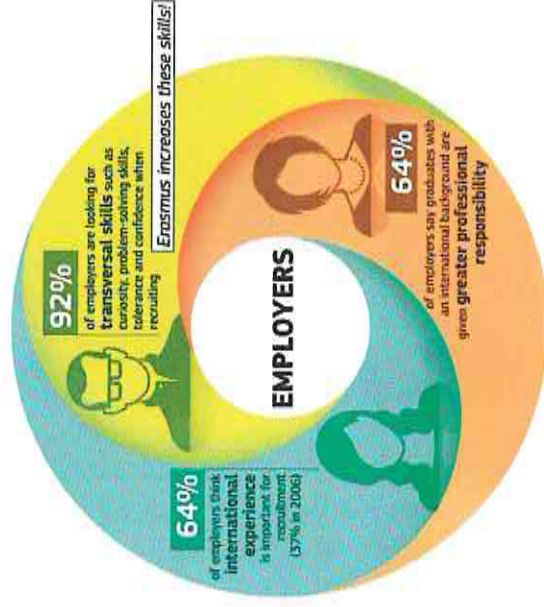 92%
of employers are looking for
transversal skills such as
curiosity, problem-solving skills,
tolerance and confidence when
recruiting
Erasmus increases these skills!
64%
of employers think
international
experience
is important for
recruitment
(37% in 2006)
EMPLOYERS
64%
of employers say graduates with
an international background are
given greater professional
responsibility